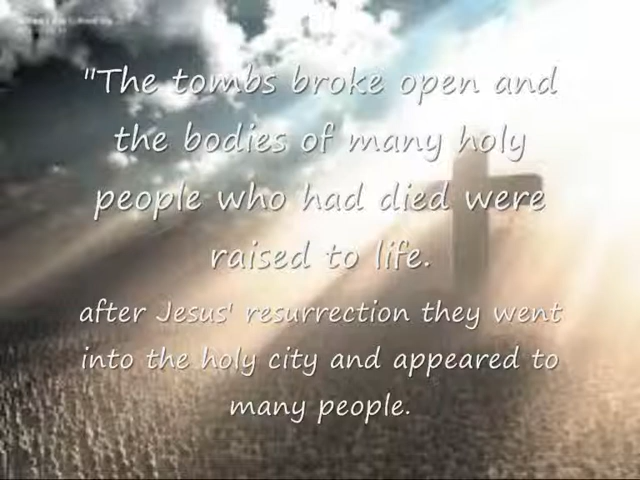 "The tombs broke open and
the bodies of many holy
people who had died were
raised to life.
after Jesus' resurrection they went
into the holy city and appeared to
many people.